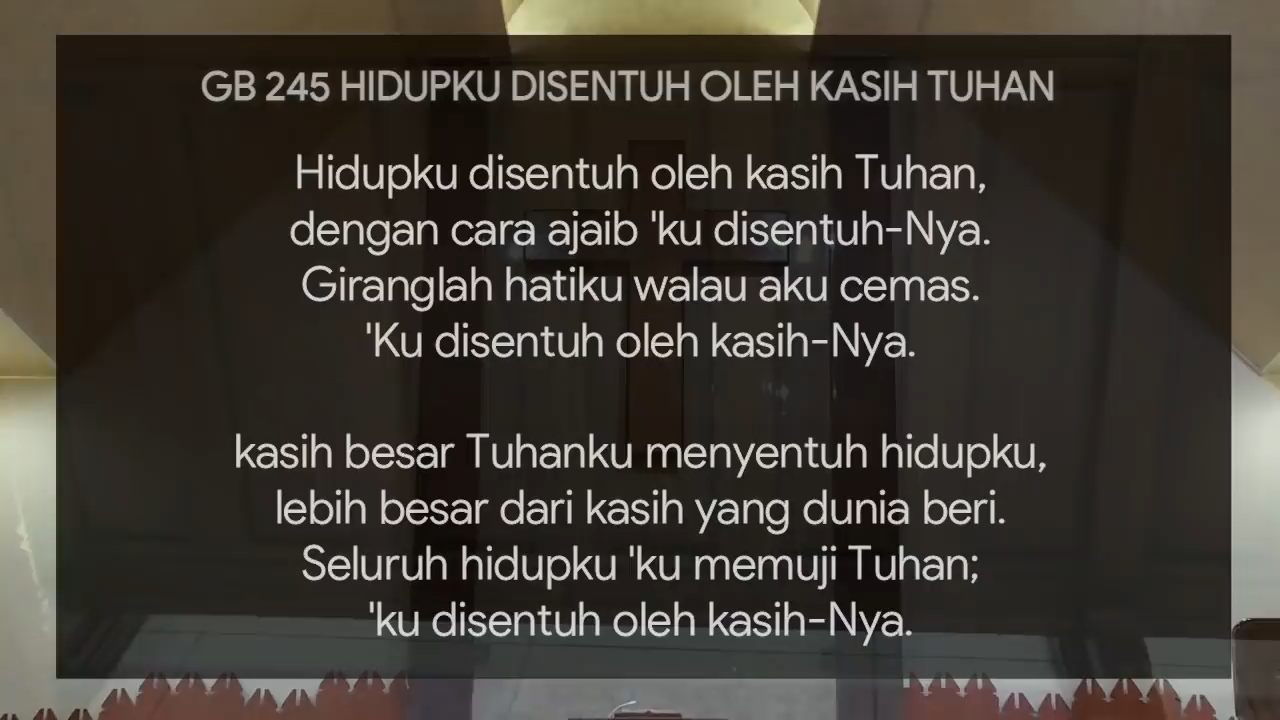 GB 245 HIDUPKU DISENTUH OLEH KASIH TUHAN
Hidupku disentuh oleh kasih Tuhan,
dengan cara ajaib 'ku disentuh-Nya.
Giranglah hatiku walau aku cemas.
'Ku disentuh oleh kasih-Nya.
kasih besar Tuhanku menyentuh hidupku,
lebih besar dari kasih yang dunia beri.
Seluruh hidupku 'ku memuji Tuhan;
'ku disentuh oleh kasih-Nya.